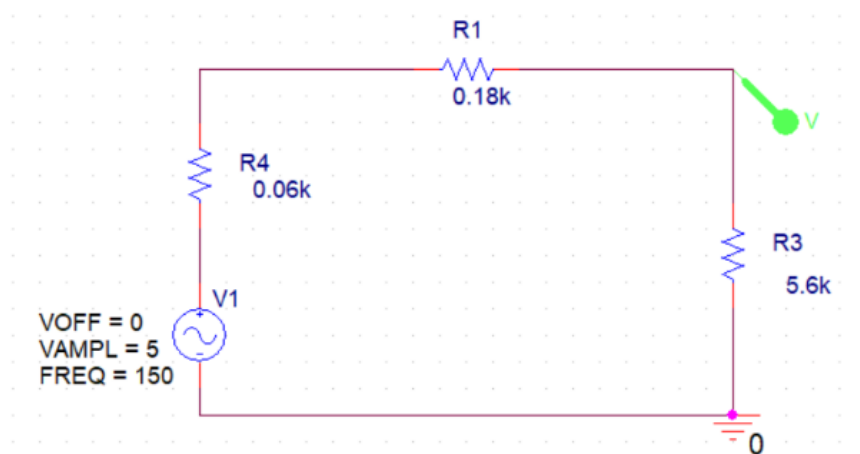 R1
0.18k
V
R4
0.06k
R3
5.6k
V1
VOFF = 0
VAMPL = 5
FREQ = 150
0